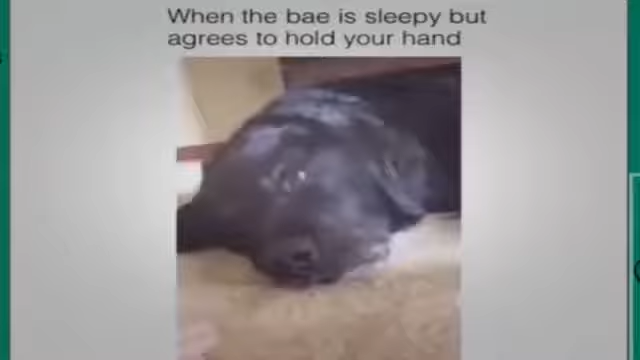 When the bae is sleepy but
agrees to hold your hand